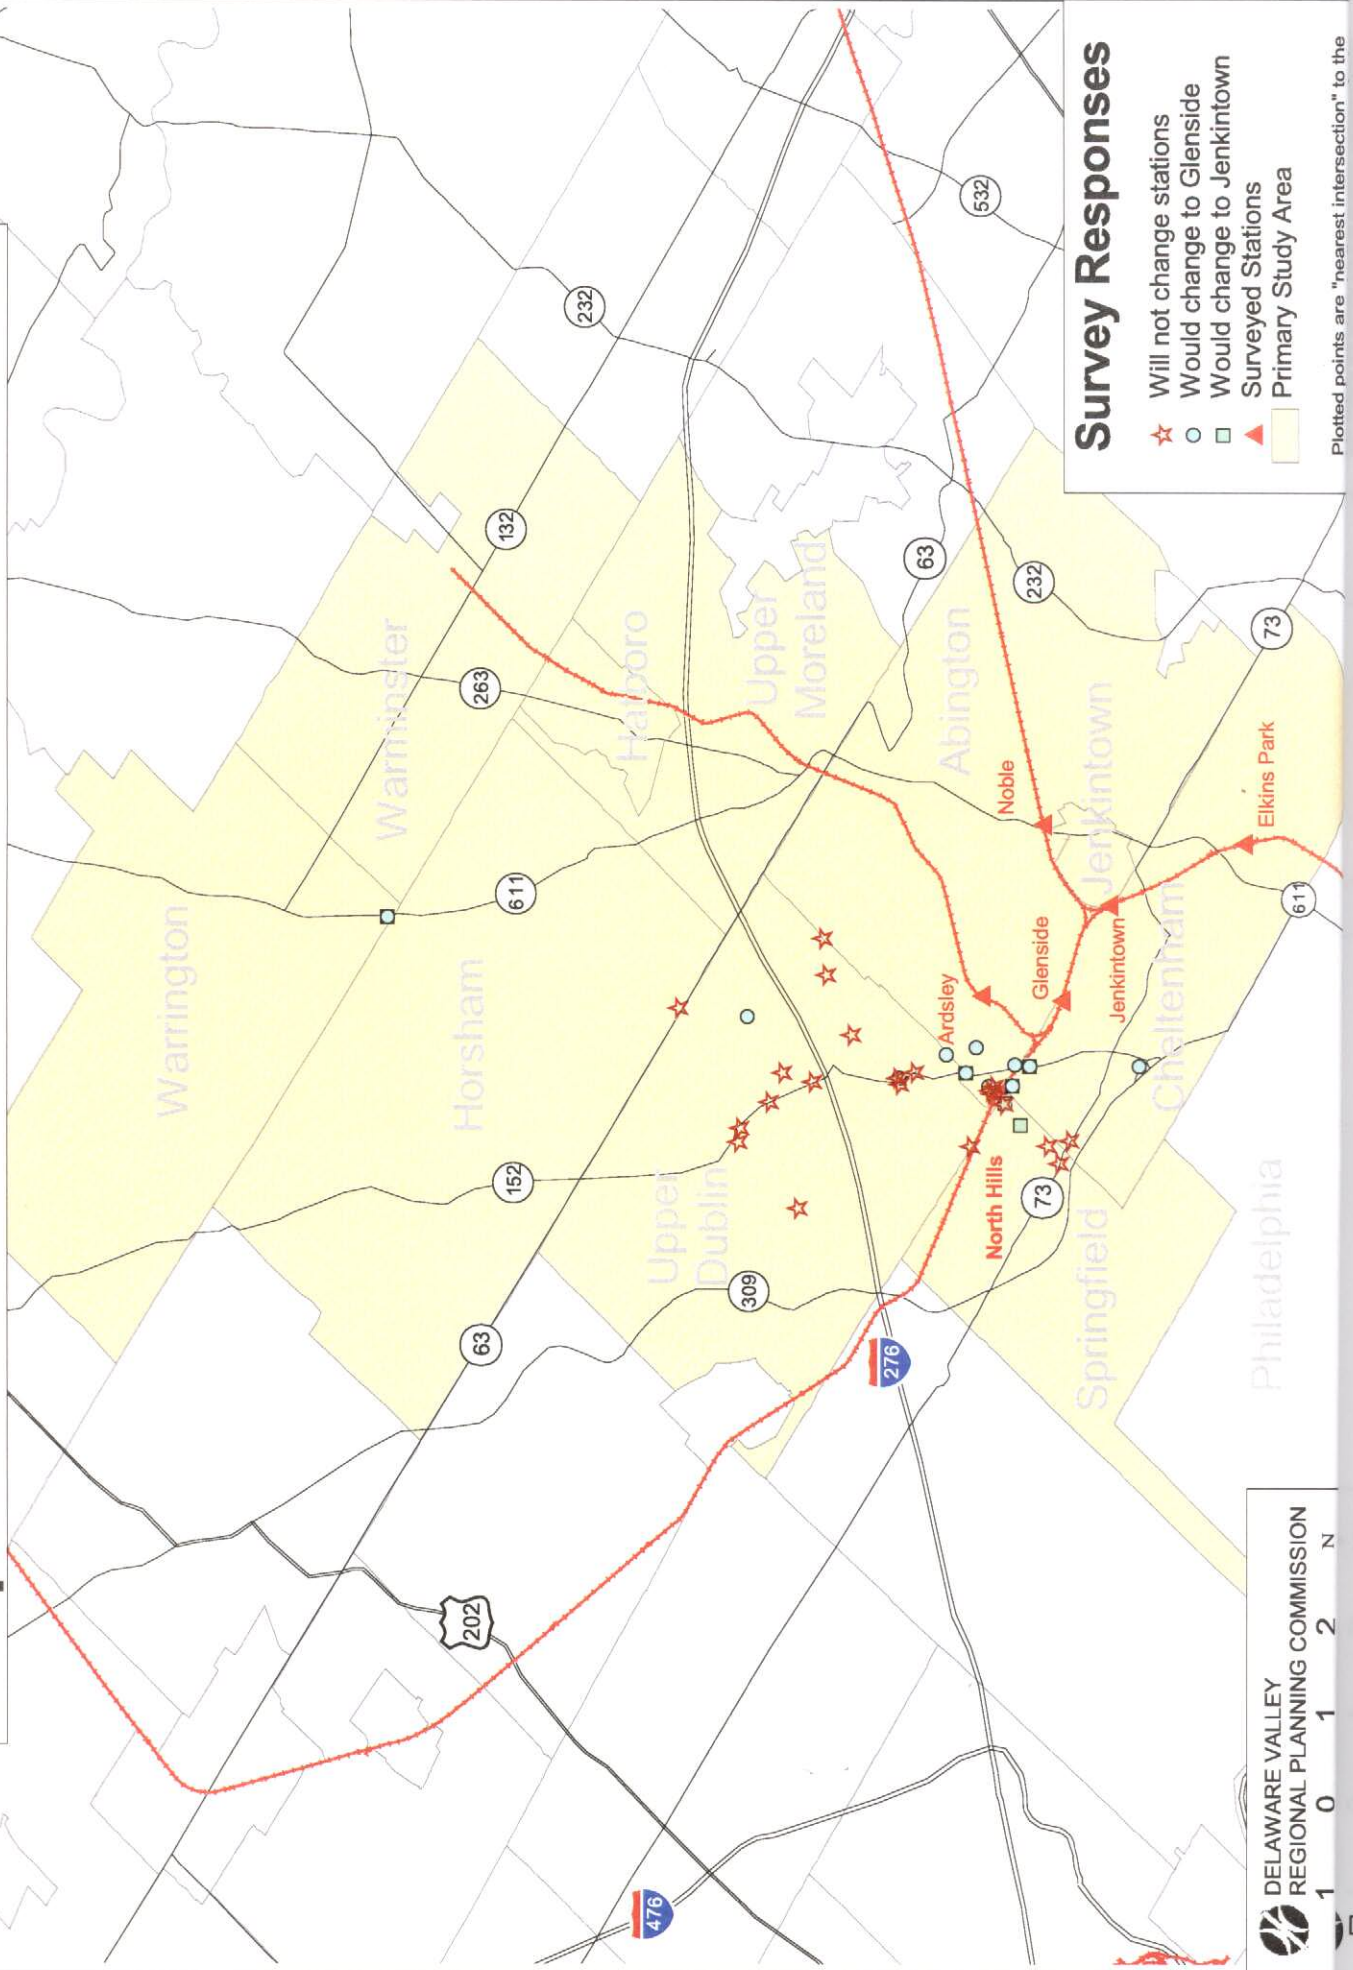 Survey Responses
Will not change stations
Would change to Glenside
Would change to Jenkintown
Surveyed Stations
Primary Study Area
Plotted points are "nearest intersection" to the
DELAWARE VALLEY
REGIONAL PLANNING COMMISSION
1 0 1 2
N
Warrington
Warminster
Horsham
Hatboro
Upper
Moreland
Upper
Dublin
Abington
Jenkintown
Cheltenham
Springfield
Philadelphia
Noble
Elkins Park
Glenside
Jenkintown
Ardsley
North Hills
532
232
132
263
63
232
73
611
611
152
63
309
73
276
202
476